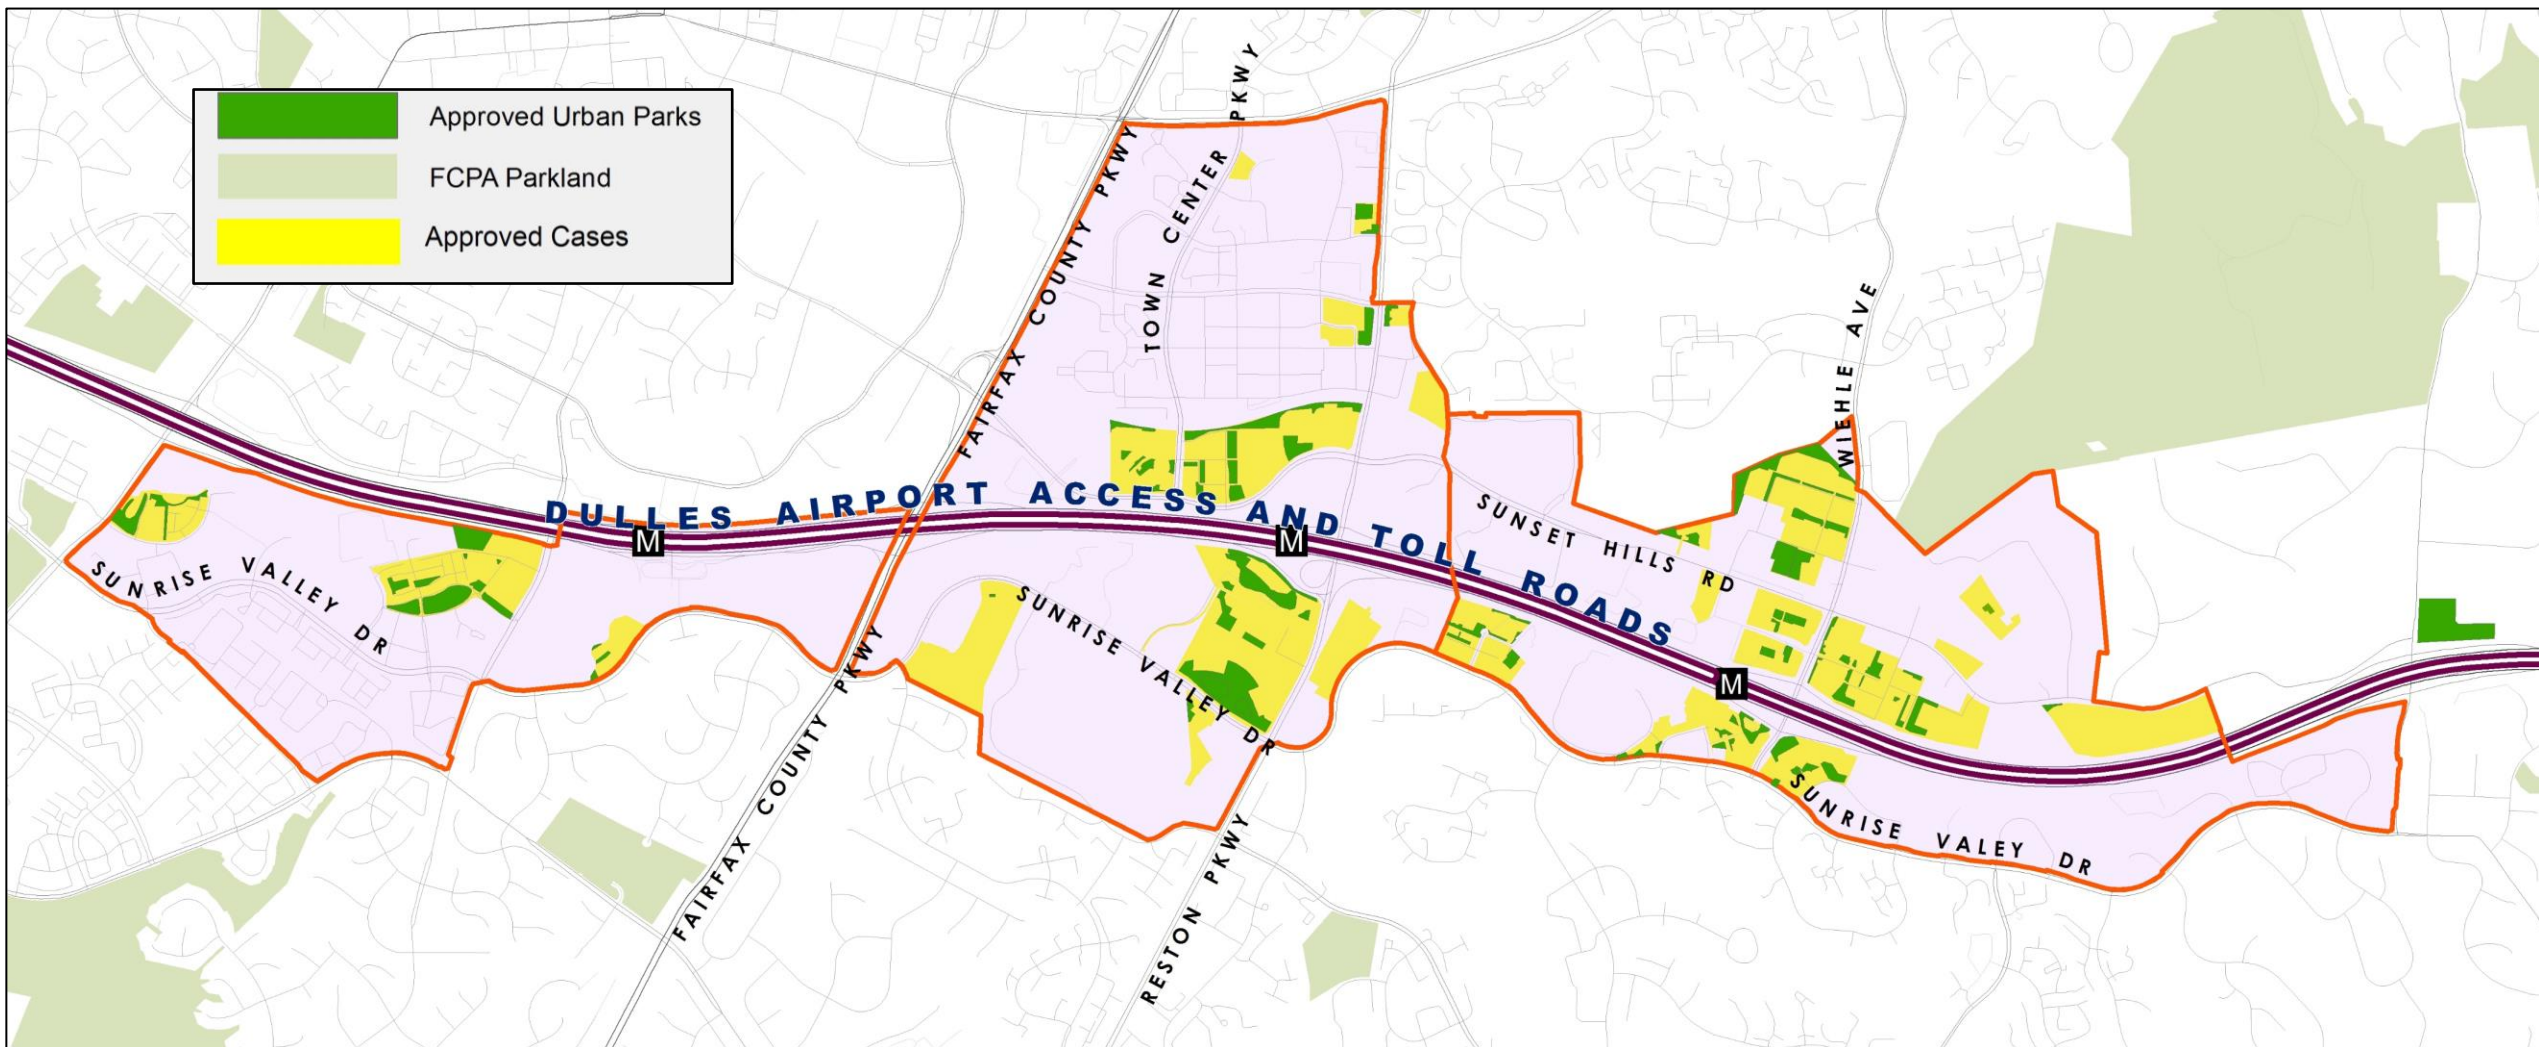 Approved Urban Parks
FCPA Parkland
Approved Cases
PKWY
TOWN CENTER
FAIRFAX COUNTY PKWY
WIEHLE AVE
DULLES AIRPORT ACCESS AND TOLL ROADS
M
M
M
SUNSET HILLS RD
SUNRISE VALLEY DR
SUNRISE VALLEY DR
FAIRFAX COUNTY PKWY
RESTON PKWY
SUNRISE VALEY DR